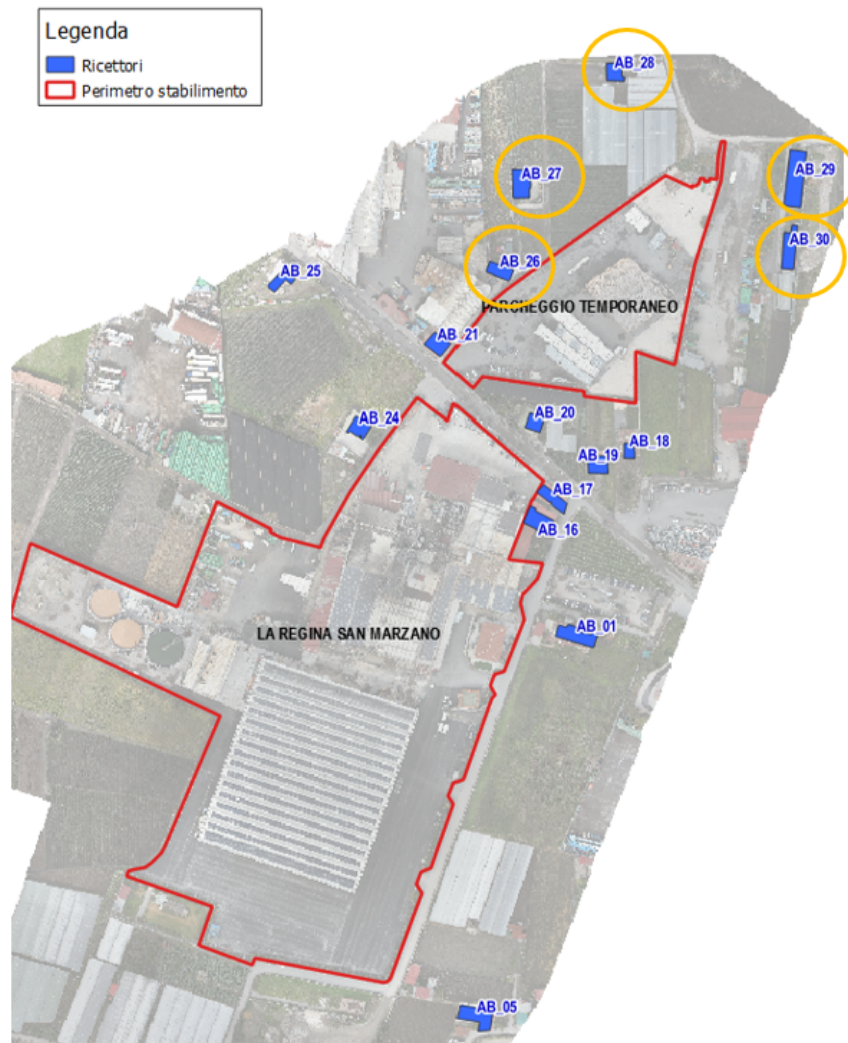 Legenda
Ricettori
Perimetro stabilimento
AB_28
AB_29
AB_27
AB_30
AB_26
AB_25
PARCHEGGIO TEMPORANEO
AB_21
AB_24
AB_20
AB_18
AB_19
AB_17
AB_16
AB_01
LA REGINA SAN MARZANO
AB_05